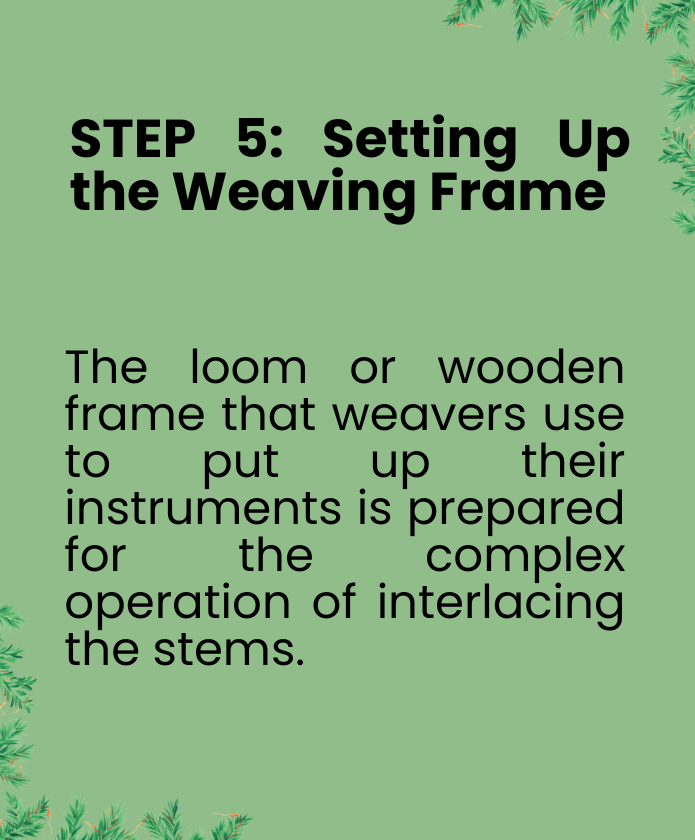 STEP 5: Setting Up
the Weaving Frame
The loom or wooden
frame that weavers use
to put up their
instruments is prepared
for the complex
operation of interlacing
the stems.